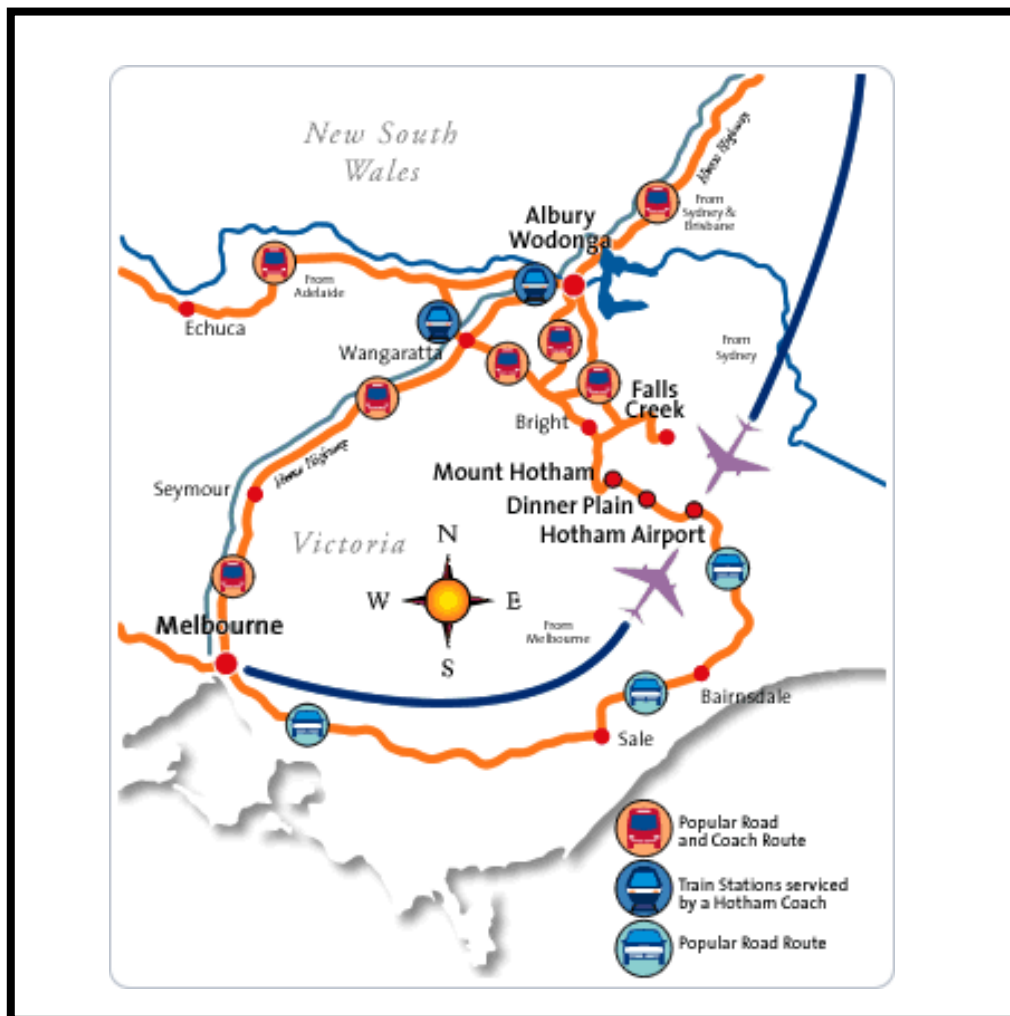 New South
Wales
Hume Highway
From
Sydney &
Brisbane
Albury
Wodonga
From
Adelaide
Echuca
Wangaratta
From
Sydney
Falls
Creek
Bright
Hume Highway
Seymour
Mount Hotham
Dinner Plain
Hotham Airport
Victoria
N
W
E
S
From
Melbourne
Melbourne
Bairnsdale
Sale
Popular Road
and Coach Route
Train Stations serviced
by a Hotham Coach
Popular Road Route